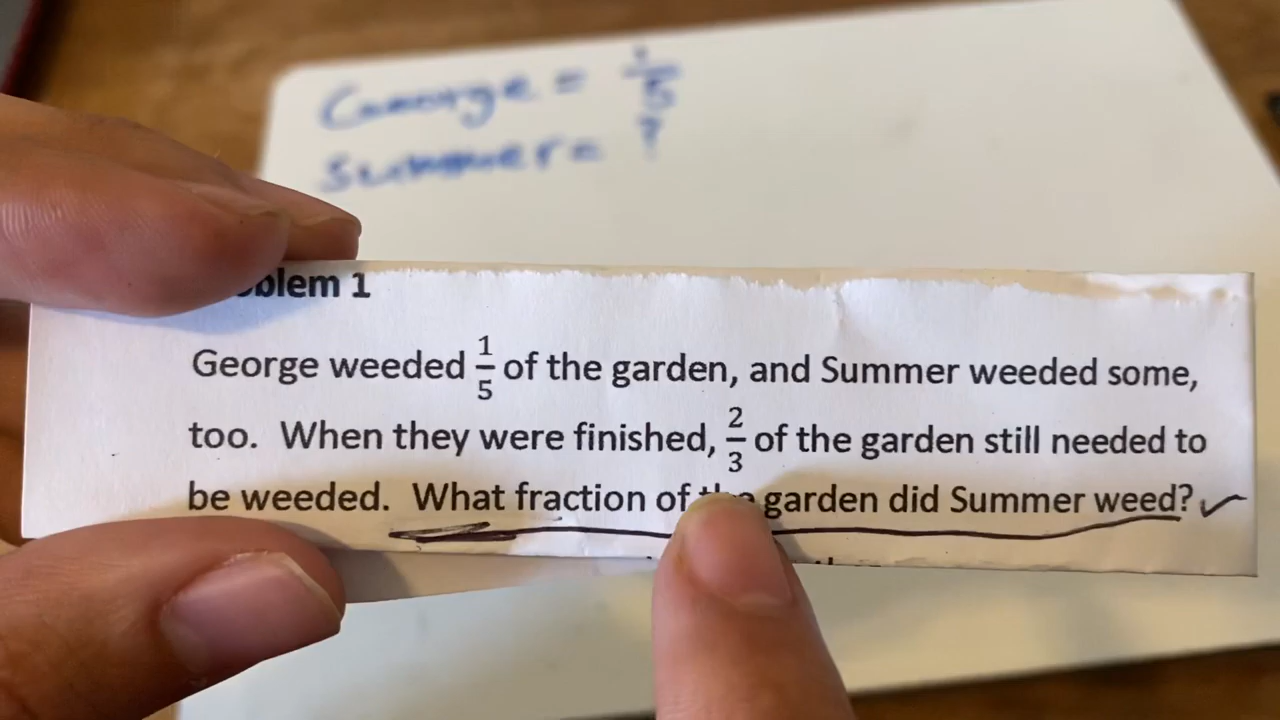 George = 1/5
Summer = ?
blem 1
George weeded 1/5 of the garden, and Summer weeded some,
too. When they were finished, 2/3 of the garden still needed to
be weeded. What fraction of garden did Summer weed? ✓